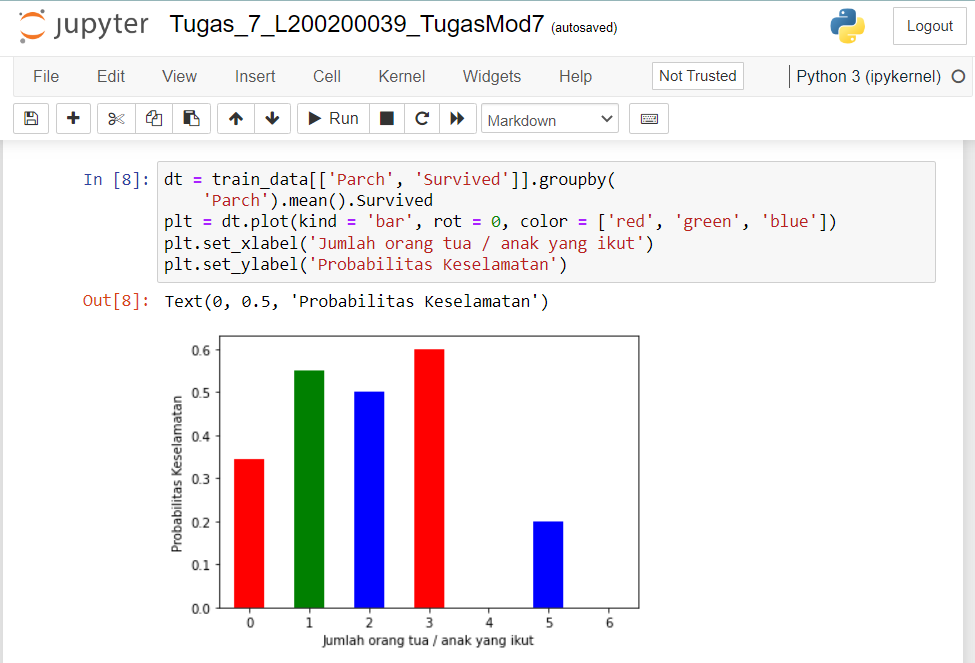 jupyter Tugas_7_L200200039_TugasMod7 (autosaved) Logout
File Edit View Insert Cell Kernel Widgets Help Not Trusted Python 3 (ipykernel)
Run Markdown
In [8]: dt = train_data[['Parch', 'Survived']].groupby(
'Parch').mean().Survived
plt = dt.plot(kind = 'bar', rot = 0, color = ['red', 'green', 'blue'])
plt.set_xlabel('Jumlah orang tua / anak yang ikut')
plt.set_ylabel('Probabilitas Keselamatan')
Out[8]: Text(0, 0.5, 'Probabilitas Keselamatan')
Probabilitas Keselamatan
0.6
0.5
0.4
0.3
0.2
0.1
0.0
0 1 2 3 4 5 6
Jumlah orang tua / anak yang ikut